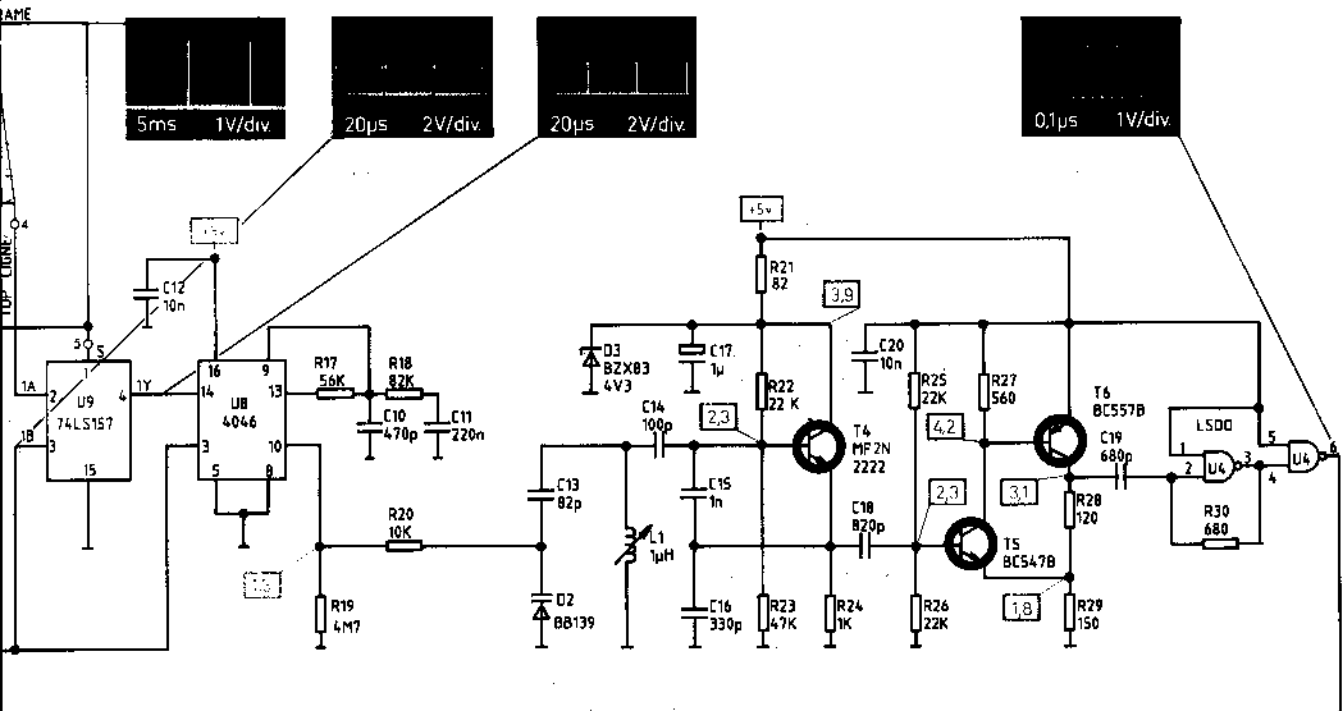 5ms 1V/div.
20µs 2V/div.
20µs 2V/div.
0,1µs 1V/div.
4
TOP LIGNE
+5v
C12
10n
5
S
1
1A
2
U9
74LS157
4
1Y
1B
3
15
16
9
14
13
U8
4046
3
10
5
8
R17
56K
R18
82K
C10
470p
C11
220n
R20
10K
R19
4M7
C13
82p
D2
BB139
L1
1µH
C14
100p
D3
BZX83
4V3
C17
1µ
+5v
R21
82
3,9
R22
22 K
2,3
T4
MF2N
2222
C15
1n
C16
330p
R23
47K
R24
1K
C18
820p
C20
10n
R25
22K
R27
560
4,2
2,3
T5
BC547B
R26
22K
T6
BC557B
3,1
R28
120
1,8
R29
150
C19
680p
LS00
1
2
U4
3
R30
680
5
4
U4
6